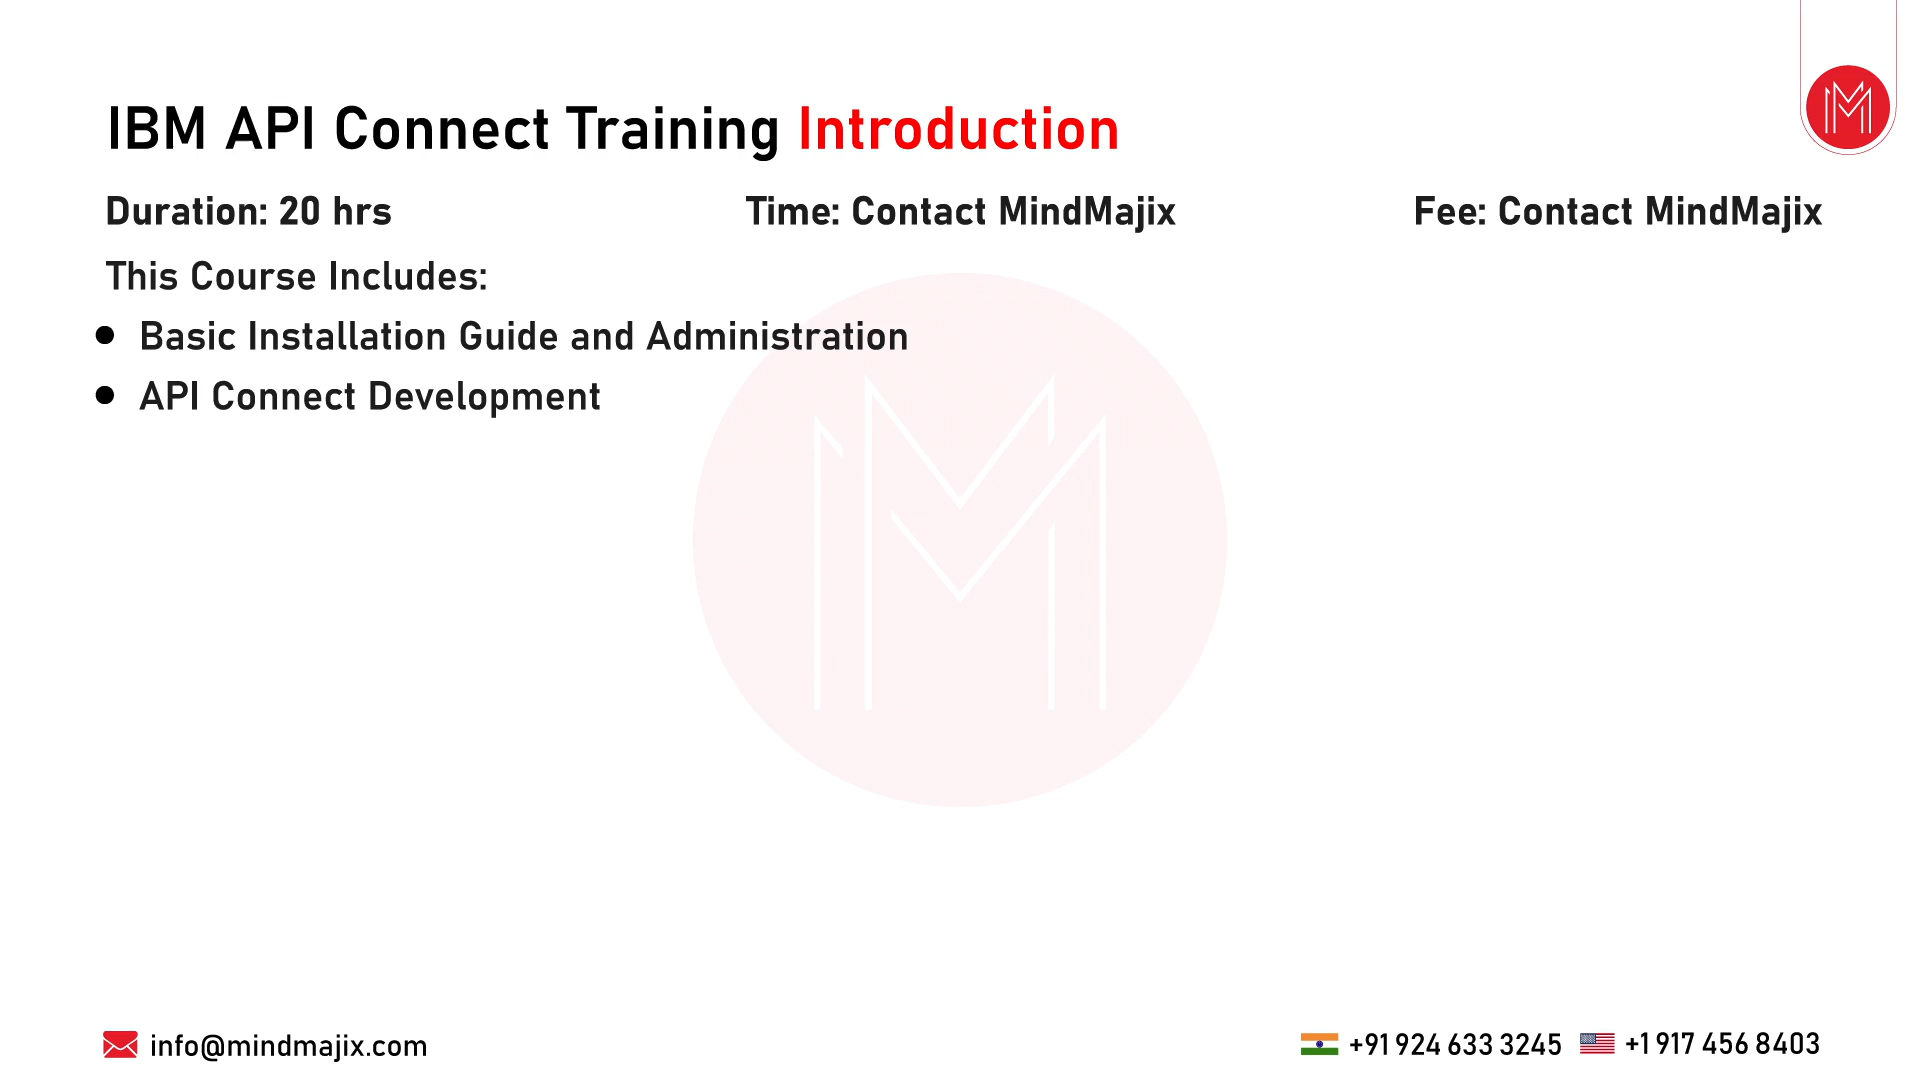 IBM API Connect Training Introduction
Duration: 20 hrs Time: Contact MindMajix Fee: Contact MindMajix
This Course Includes:
Basic Installation Guide and Administration
API Connect Development
info@mindmajix.com +91 924 633 3245 +1 917 456 8403